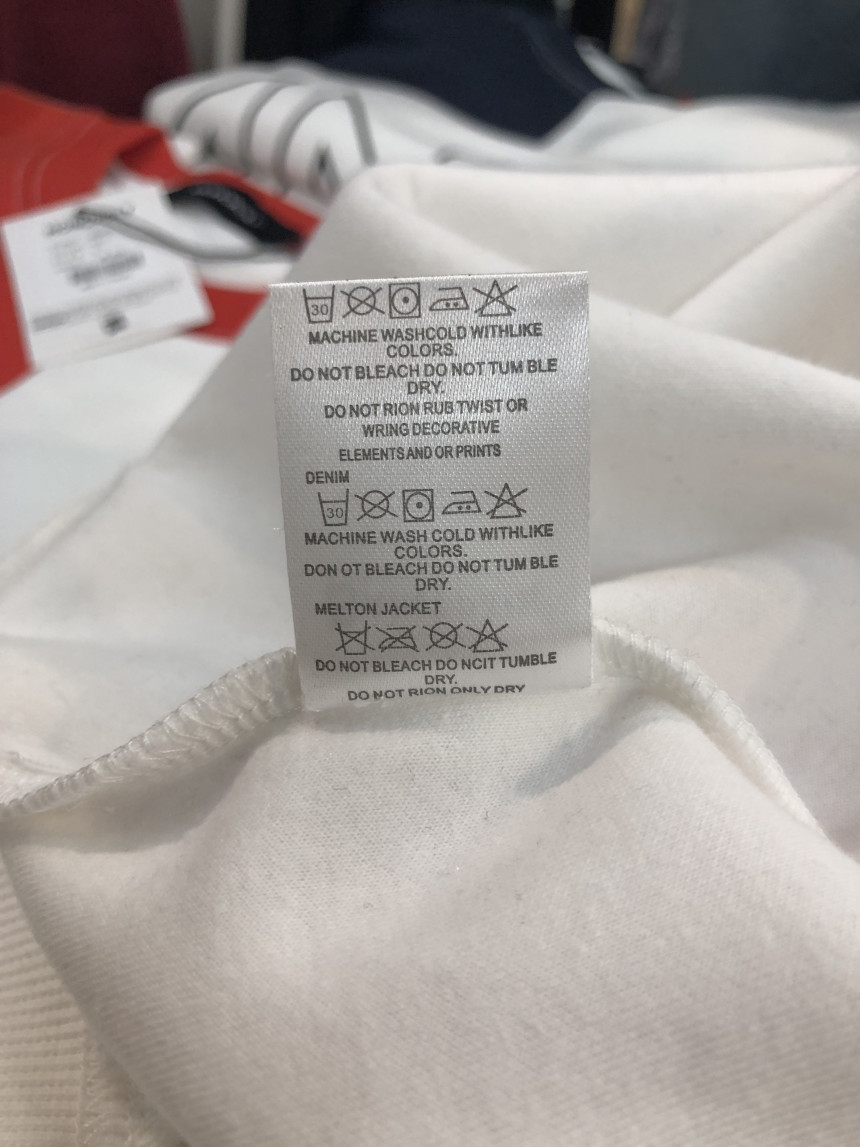 30
MACHINE WASHCOLD WITHLIKE
COLORS.
DO NOT BLEACH DO NOT TUM BLE
DRY.
DO NOT RION RUB TWIST OR
WRING DECORATIVE
ELEMENTS AND OR PRINTS
DENIM
30
MACHINE WASH COLD WITHLIKE
COLORS.
DON OT BLEACH DO NOT TUM BLE
DRY.
MELTON JACKET
DO NOT BLEACH DO NCIT TUMBLE
DRY.
DO NOT RION ONLY DRY